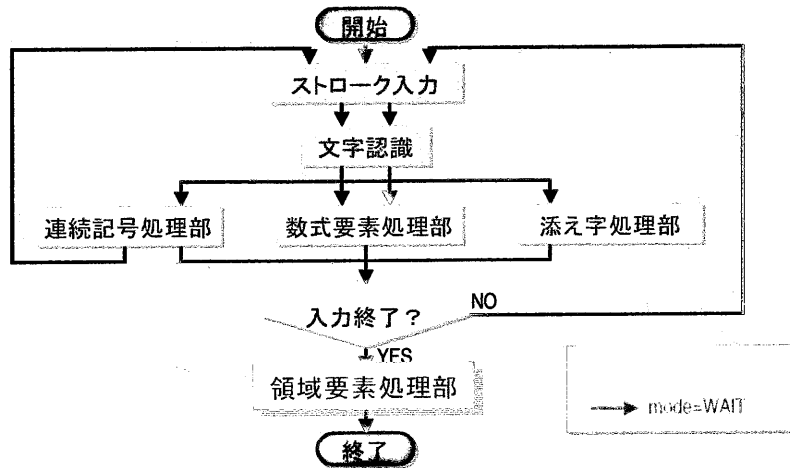 開始
ストローク入力
文字認識
連続記号処理部
数式要素処理部
添え字処理部
入力終了？
NO
YES
領域要素処理部
mode=WAIT
終了